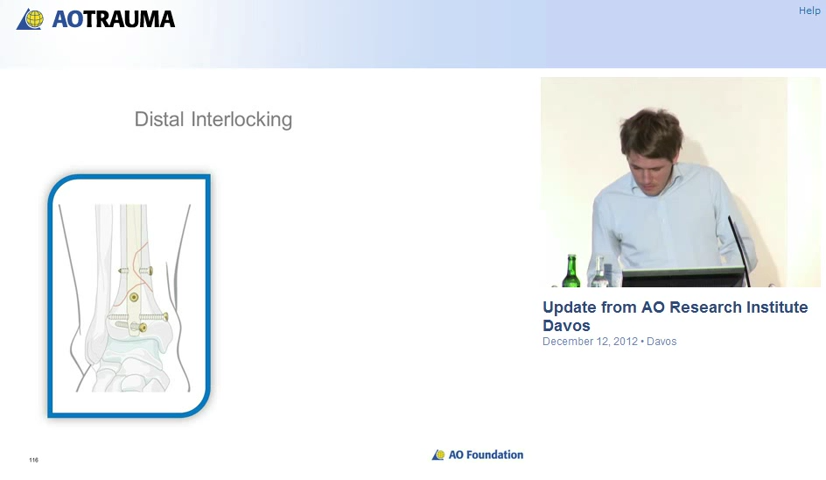 AOTRAUMA
Help
Distal Interlocking
Update from AO Research Institute
Davos
December 12, 2012 • Davos
116
AO Foundation